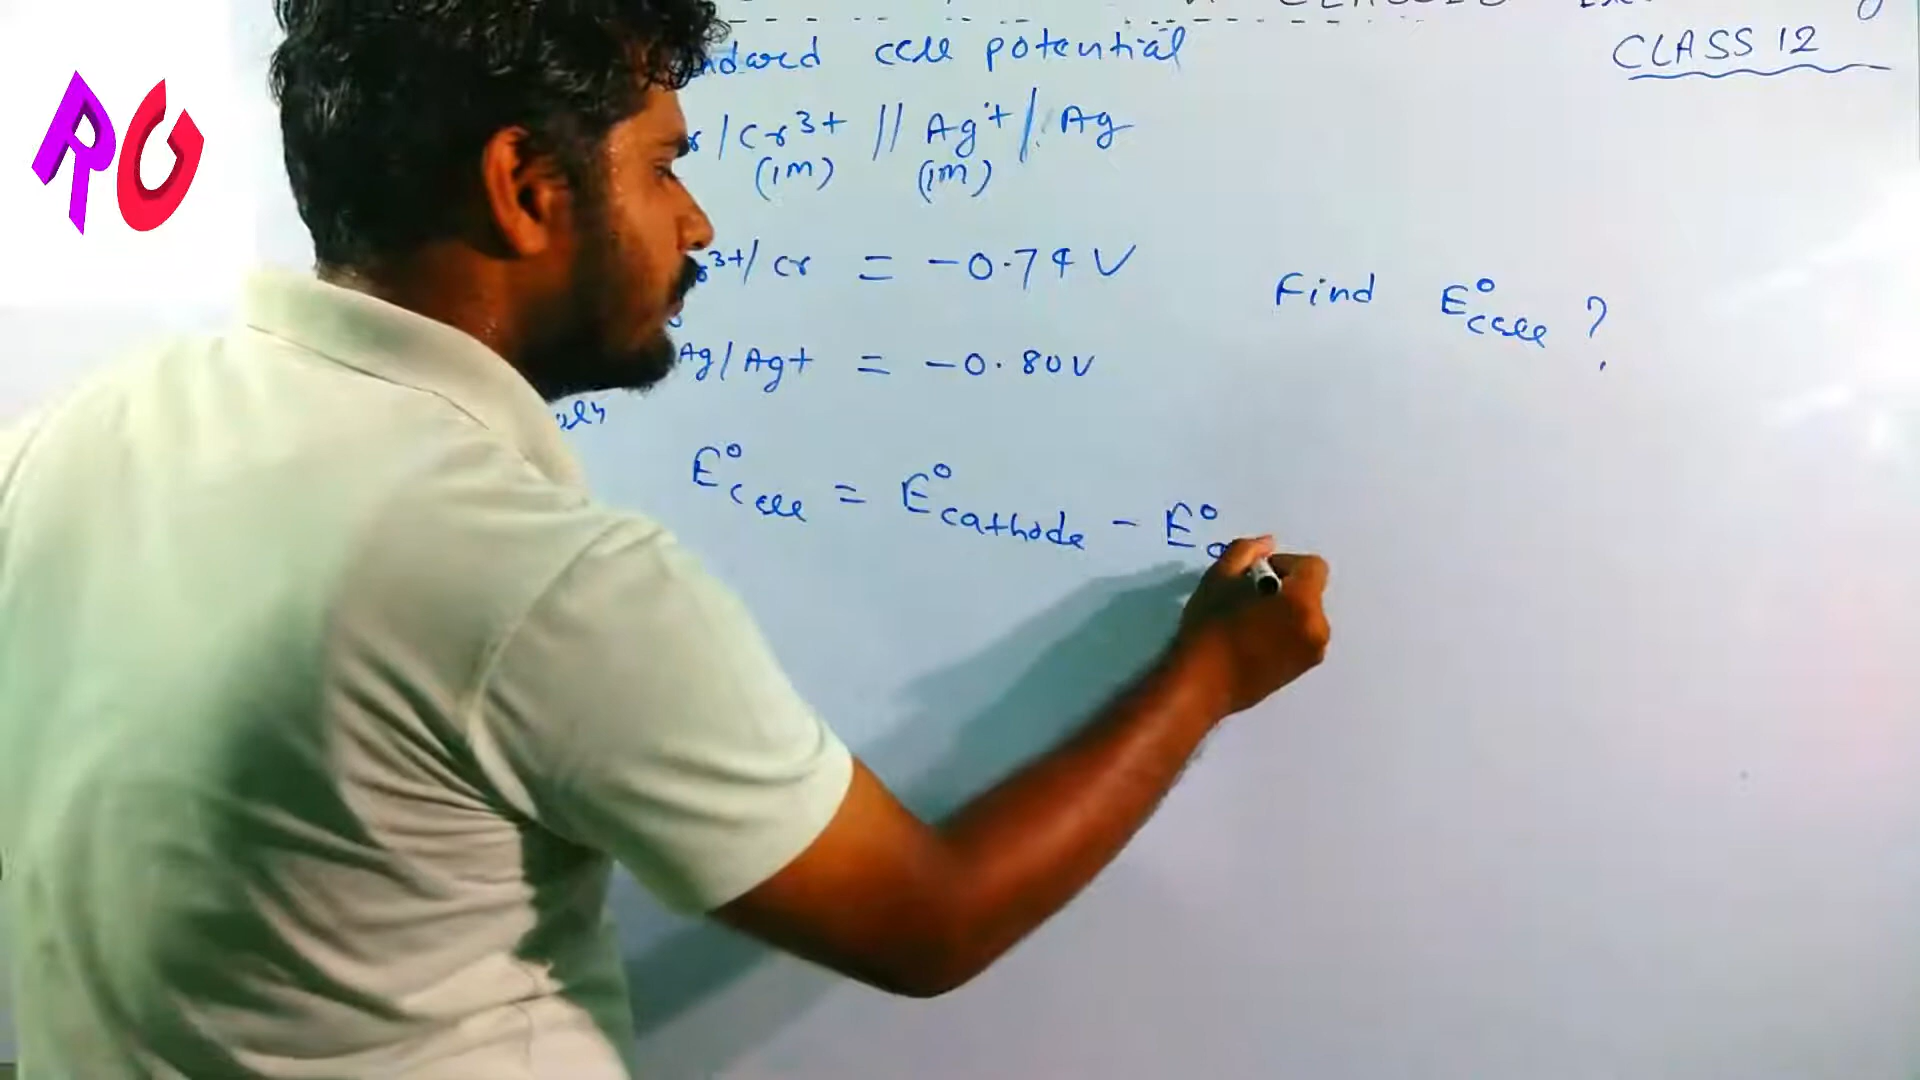 RG
CLASS 12
cell potential
/ Cr3+ // Ag+ / Ag
(1M) (1M)
3+/Cr = -0.74 V
Find E°cell ?
Ag/Ag+ = -0.80V
E°cell = E°cathode - E°a